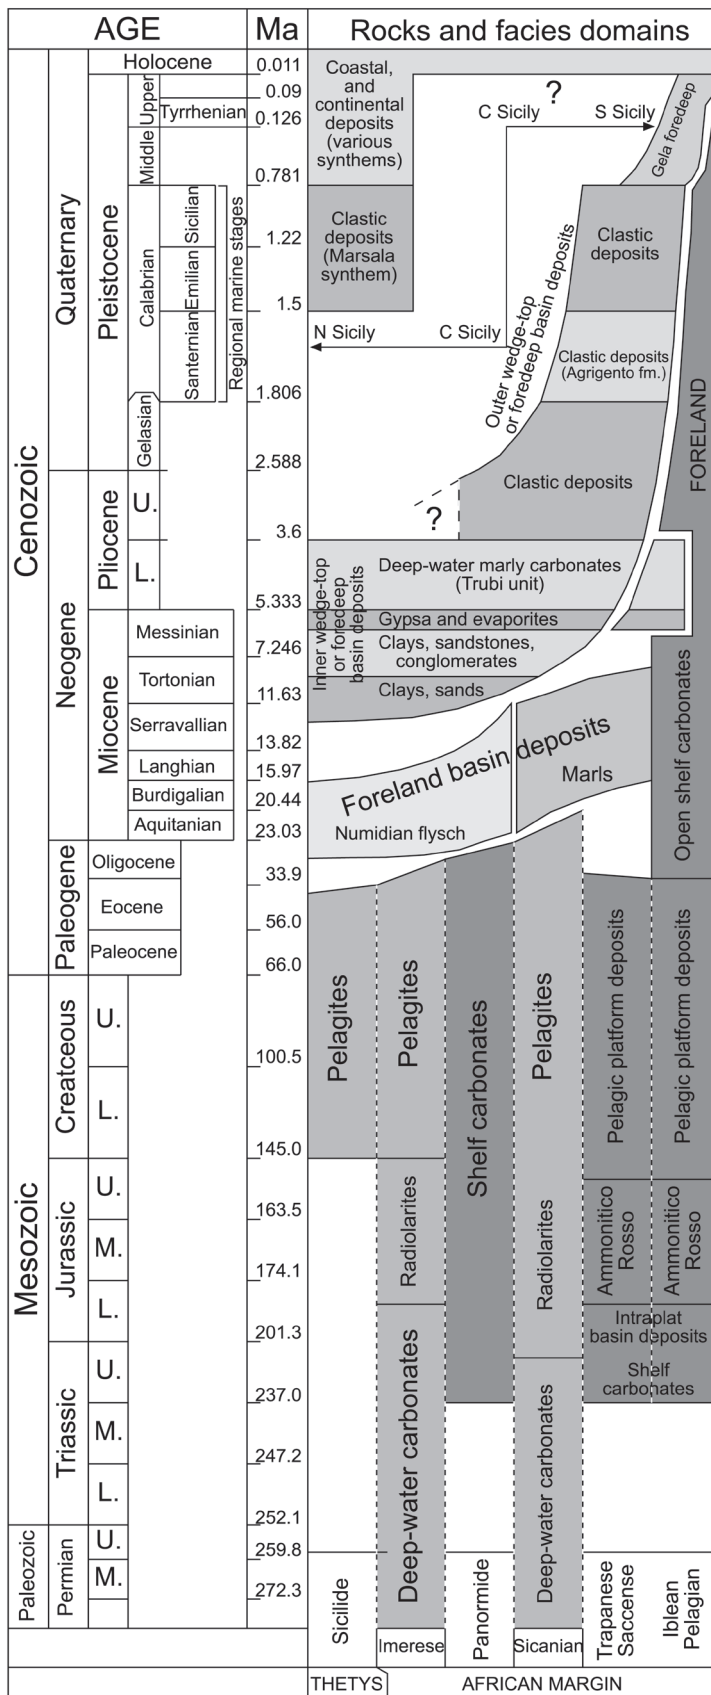 AGE
Ma
Rocks and facies domains
Holocene
Cenozoic
Quaternary
Pleistocene
Upper
Tyrrhenian
Middle
Calabrian
Sicilian
Emilian
Santernian
Regional marine stages
Gelasian
Neogene
Pliocene
U.
L.
Miocene
Messinian
Tortonian
Serravallian
Langhian
Burdigalian
Aquitanian
Paleogene
Oligocene
Eocene
Paleocene
Mesozoic
Creatceous
U.
L.
Jurassic
U.
M.
L.
Triassic
U.
M.
L.
Paleozoic
Permian
U.
M.
0.011
0.09
0.126
0.781
1.22
1.5
1.806
2.588
3.6
5.333
7.246
11.63
13.82
15.97
20.44
23.03
33.9
56.0
66.0
100.5
145.0
163.5
174.1
201.3
237.0
247.2
252.1
259.8
272.3
Coastal,
and
continental
deposits
(various
synthems)
?
C Sicily
S Sicily
Gela foredeep
Clastic
deposits
(Marsala
synthem)
Clastic
deposits
N Sicily
C Sicily
Outer wedge-top
or foredeep basin deposits
Clastic deposits
(Agrigento fm.)
FORELAND
Clastic deposits
?
Inner wedge-top
or foredeep
basin deposits
Deep-water marly carbonates
(Trubi unit)
Gypsa and evaporites
Clays, sandstones,
conglomerates
Clays, sands
Foreland basin deposits
Marls
Numidian flysch
Open shelf carbonates
Pelagites
Pelagites
Shelf carbonates
Pelagites
Pelagic platform deposits
Pelagic platform deposits
Radiolarites
Radiolarites
Ammonitico
Rosso
Ammonitico
Rosso
Intraplat
basin deposits
Shelf
carbonates
Deep-water carbonates
Deep-water carbonates
Sicilide
Imerese
Panormide
Sicanian
Trapanese
Saccense
Iblean
Pelagian
THETYS
AFRICAN MARGIN